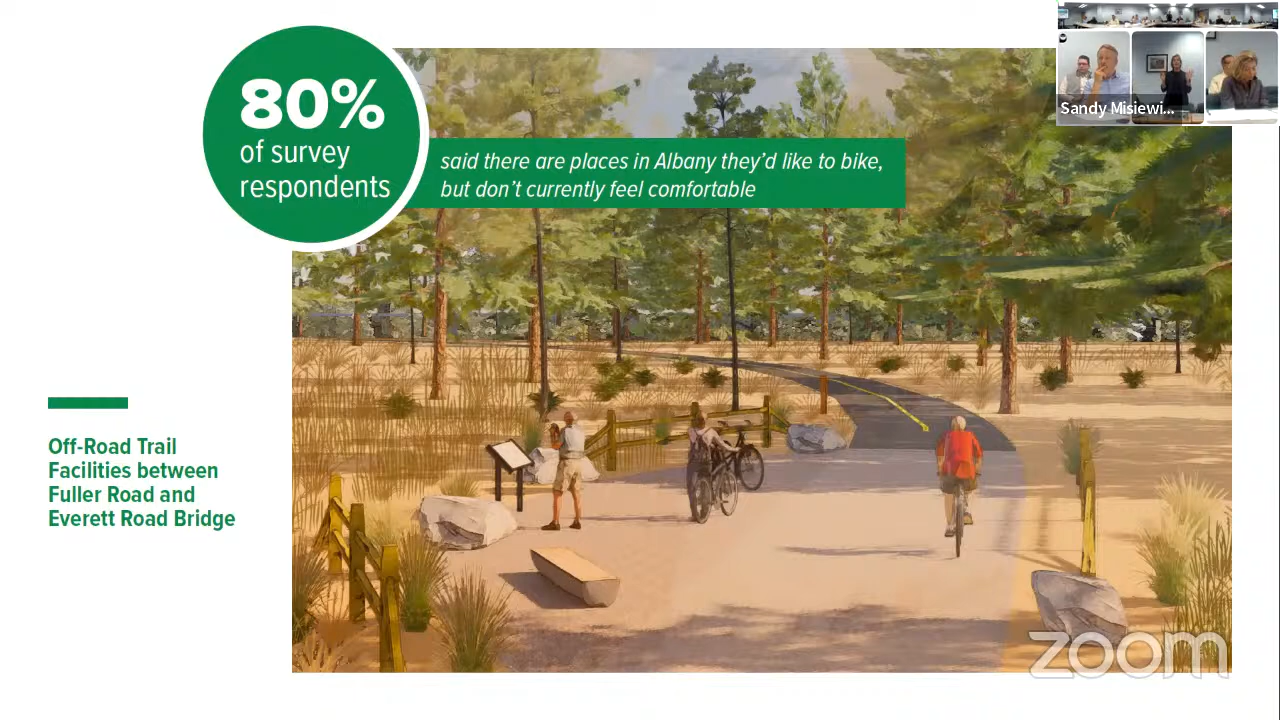 80%
of survey
respondents
said there are places in Albany they'd like to bike,
but don't currently feel comfortable
Off-Road Trail
Facilities between
Fuller Road and
Everett Road Bridge
Sandy Misiewi...
zoom